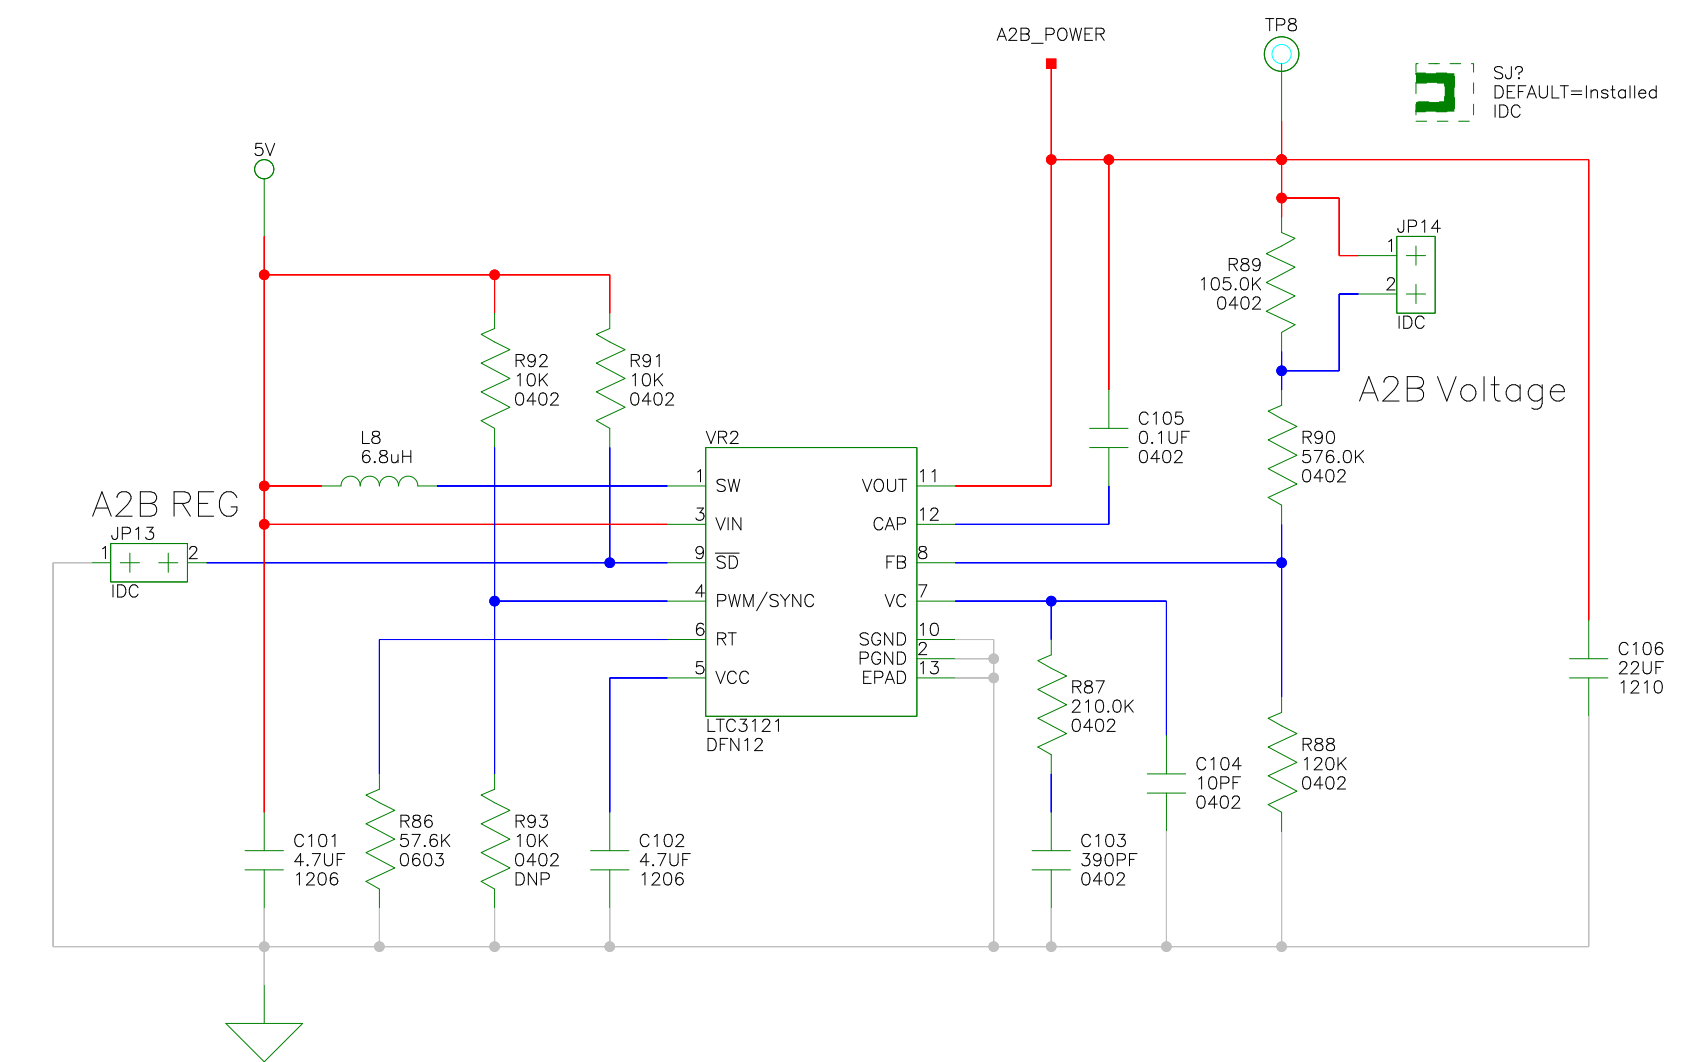 TP8
A2B_POWER
SJ?
DEFAULT=Installed
IDC
5V
JP14
1
2
IDC
R89
105.0K
0402
A2B Voltage
R92
10K
0402
R91
10K
0402
C105
0.1UF
0402
R90
576.0K
0402
L8
6.8uH
A2B REG
JP13
1
2
IDC
VR2
1 SW
3 VIN
9 SD
4 PWM/SYNC
6 RT
5 VCC
VOUT 11
CAP 12
FB 8
VC 7
SGND 10
PGND 2
EPAD 13
LTC3121
DFN12
R87
210.0K
0402
C106
22UF
1210
R88
120K
0402
C104
10PF
0402
C101
4.7UF
1206
R86
57.6K
0603
R93
10K
0402
DNP
C102
4.7UF
1206
C103
390PF
0402